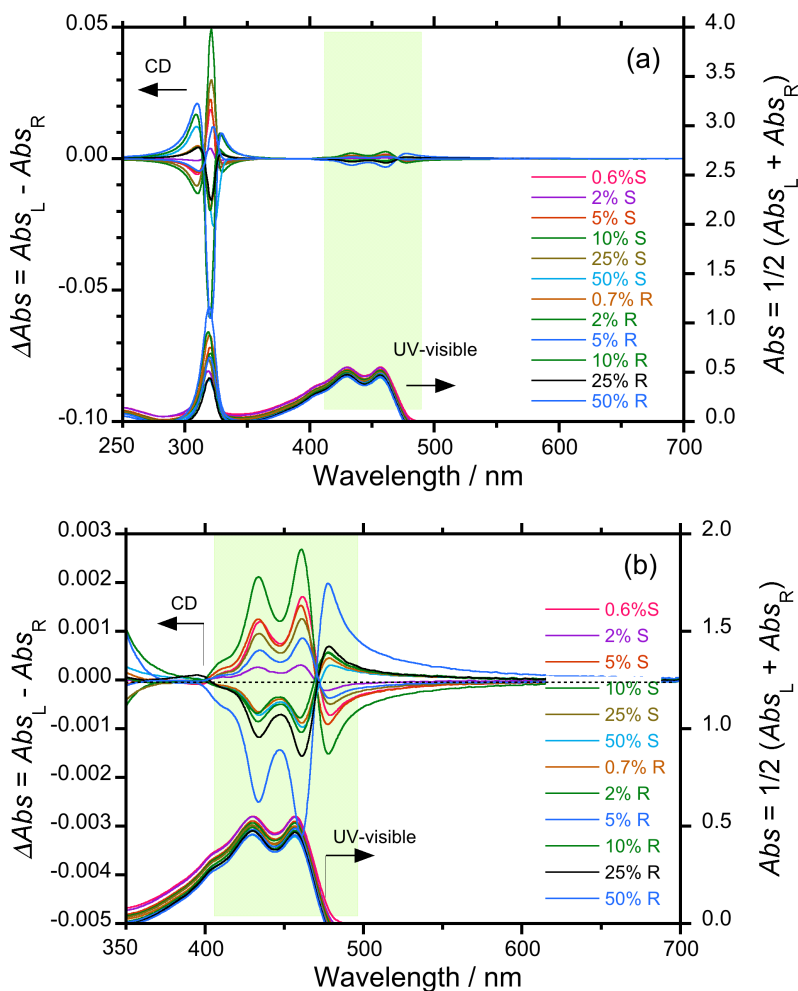 0.05
0.00
-0.05
-0.10
4.0
3.5
3.0
2.5
2.0
1.5
1.0
0.5
0.0
(a)
CD
UV-visible
0.6%S
2% S
5% S
10% S
25% S
50% S
0.7% R
2% R
5% R
10% R
25% R
50% R
250 300 400 500 600 700
Wavelength / nm
ΔAbs = AbsL - AbsR
Abs = 1/2 (AbsL + AbsR)
0.003
0.002
0.001
0.000
-0.001
-0.002
-0.003
-0.004
-0.005
2.0
1.5
1.0
0.5
0.0
(b)
CD
UV-visible
0.6%S
2% S
5% S
10% S
25% S
50% S
0.7% R
2% R
5% R
10% R
25% R
50% R
350 400 500 600 700
Wavelength / nm
ΔAbs = AbsL - AbsR
Abs = 1/2 (AbsL + AbsR)